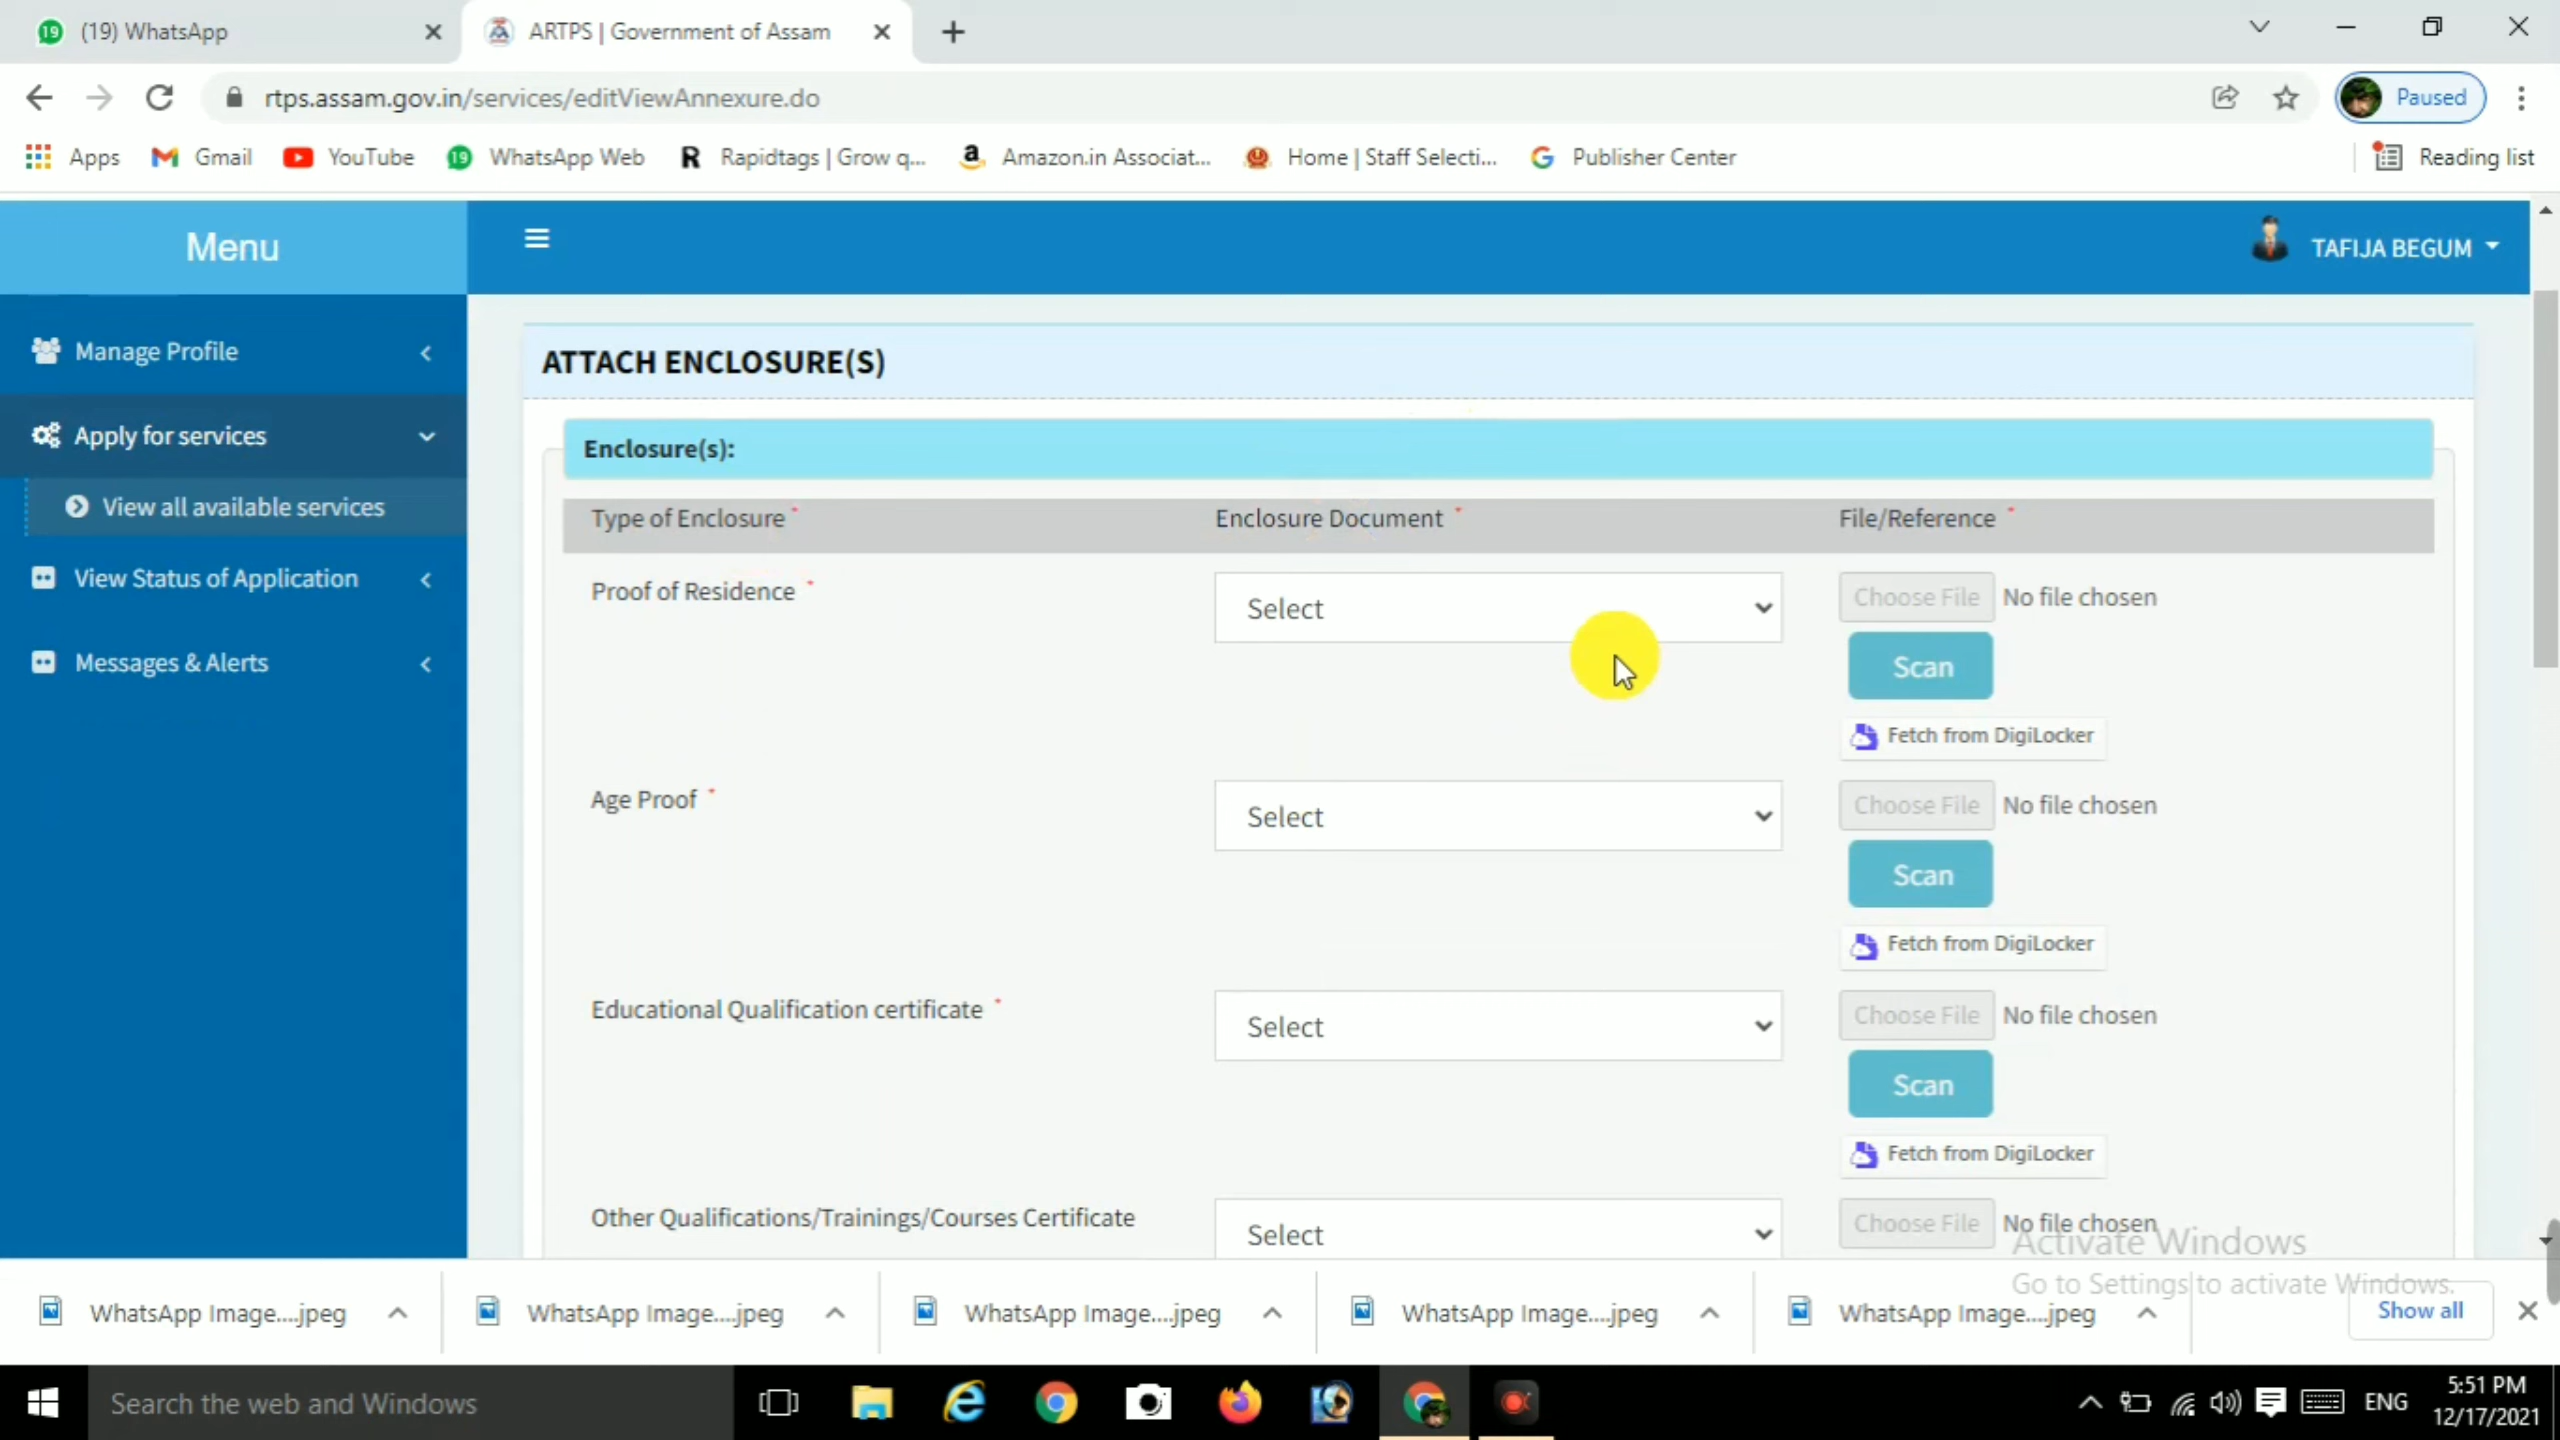 19 (19) WhatsApp
ARTPS | Government of Assam
rtps.assam.gov.in/services/editViewAnnexure.do
Paused
Apps
Gmail
YouTube
19 WhatsApp Web
R Rapidtags | Grow q...
a Amazon.in Associat...
Home | Staff Selecti...
G Publisher Center
Reading list
Menu
TAFIJA BEGUM
Manage Profile
Apply for services
View all available services
View Status of Application
Messages & Alerts
ATTACH ENCLOSURE(S)
Enclosure(s):
Type of Enclosure * Enclosure Document * File/Reference *
Proof of Residence * Select Choose File No file chosen
Scan
Fetch from DigiLocker
Age Proof * Select Choose File No file chosen
Scan
Fetch from DigiLocker
Educational Qualification certificate * Select Choose File No file chosen
Scan
Fetch from DigiLocker
Other Qualifications/Trainings/Courses Certificate Select Choose File No file chosen
Activate Windows
Go to Settings to activate Windows.
WhatsApp Image....jpeg
WhatsApp Image....jpeg
WhatsApp Image....jpeg
WhatsApp Image....jpeg
WhatsApp Image....jpeg
Show all
Search the web and Windows
ENG
5:51 PM
12/17/2021